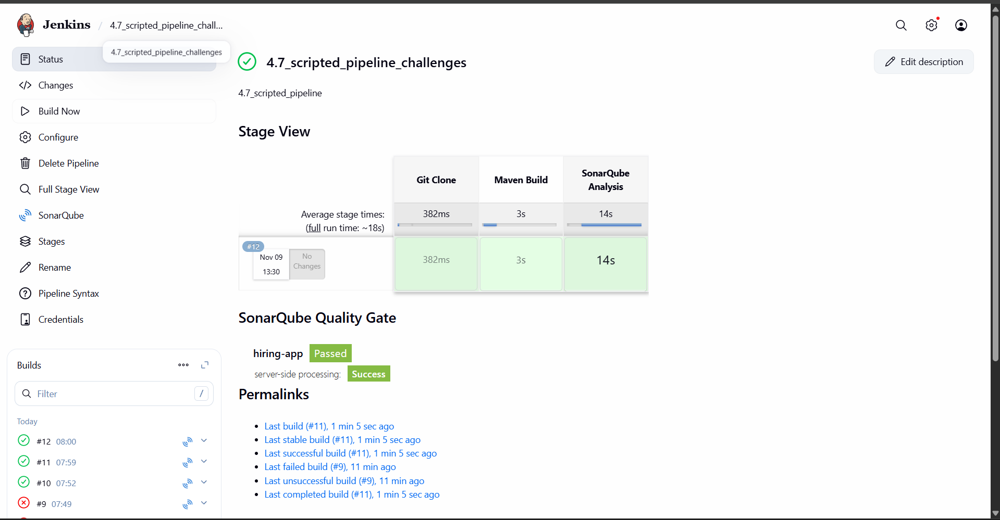 Jenkins / 4.7_scripted_pipeline_chall...
4.7_scripted_pipeline_challenges
Status
Changes
Build Now
Configure
Delete Pipeline
Full Stage View
SonarQube
Stages
Rename
Pipeline Syntax
Credentials
Builds
Filter /
Today
#12 08:00
#11 07:59
#10 07:52
#9 07:49
4.7_scripted_pipeline_challenges
Edit description
4.7_scripted_pipeline
Stage View
Git Clone
Maven Build
SonarQube
Analysis
Average stage times:
(full run time: ~18s)
382ms
3s
14s
#12
Nov 09
13:30
No
Changes
382ms
3s
14s
SonarQube Quality Gate
hiring-app Passed
server-side processing: Success
Permalinks
Last build (#11), 1 min 5 sec ago
Last stable build (#11), 1 min 5 sec ago
Last successful build (#11), 1 min 5 sec ago
Last failed build (#9), 11 min ago
Last unsuccessful build (#9), 11 min ago
Last completed build (#11), 1 min 5 sec ago